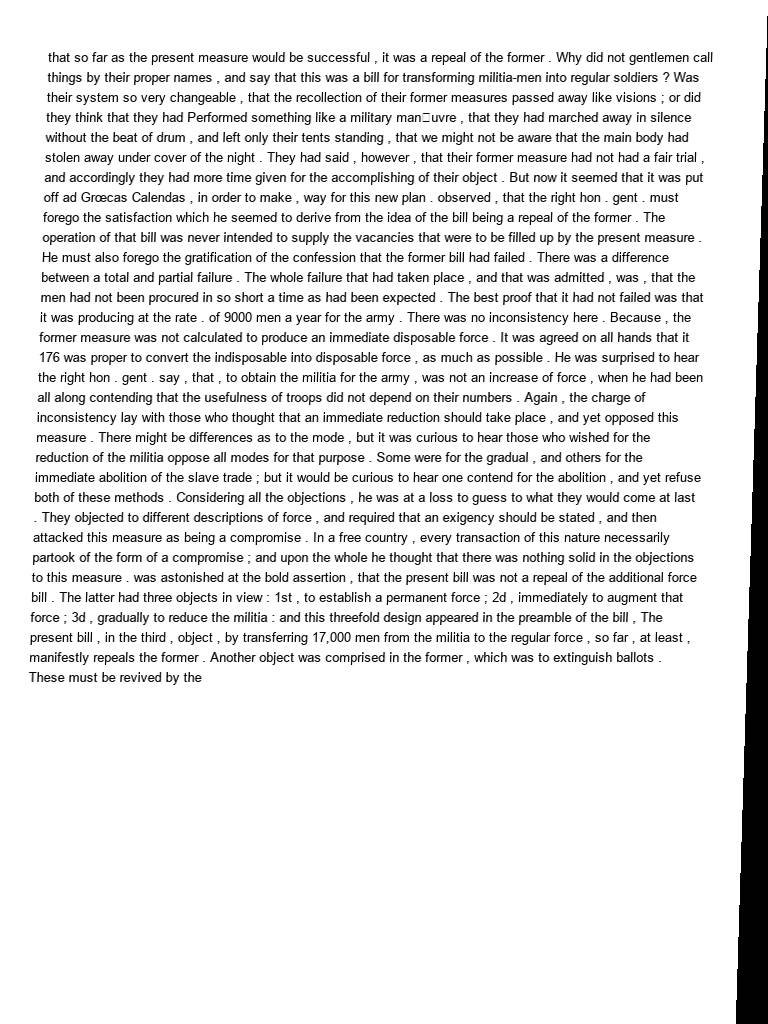 that so far as the present measure would be successful , it was a repeal of the former . Why did not gentlemen call
things by their proper names , and say that this was a bill for transforming militia-men into regular soldiers ? Was
their system so very changeable , that the recollection of their former measures passed away like visions ; or did
they think that they had Performed something like a military man□uvre , that they had marched away in silence
without the beat of drum , and left only their tents standing , that we might not be aware that the main body had
stolen away under cover of the night . They had said , however , that their former measure had not had a fair trial ,
and accordingly they had more time given for the accomplishing of their object . But now it seemed that it was put
off ad Grœcas Calendas , in order to make , way for this new plan . observed , that the right hon . gent . must
forego the satisfaction which he seemed to derive from the idea of the bill being a repeal of the former . The
operation of that bill was never intended to supply the vacancies that were to be filled up by the present measure .
He must also forego the gratification of the confession that the former bill had failed . There was a difference
between a total and partial failure . The whole failure that had taken place , and that was admitted , was , that the
men had not been procured in so short a time as had been expected . The best proof that it had not failed was that
it was producing at the rate . of 9000 men a year for the army . There was no inconsistency here . Because , the
former measure was not calculated to produce an immediate disposable force . It was agreed on all hands that it
176 was proper to convert the indisposable into disposable force , as much as possible . He was surprised to hear
the right hon . gent . say , that , to obtain the militia for the army , was not an increase of force , when he had been
all along contending that the usefulness of troops did not depend on their numbers . Again , the charge of
inconsistency lay with those who thought that an immediate reduction should take place , and yet opposed this
measure . There might be differences as to the mode , but it was curious to hear those who wished for the
reduction of the militia oppose all modes for that purpose . Some were for the gradual , and others for the
immediate abolition of the slave trade ; but it would be curious to hear one contend for the abolition , and yet refuse
both of these methods . Considering all the objections , he was at a loss to guess to what they would come at last
. They objected to different descriptions of force , and required that an exigency should be stated , and then
attacked this measure as being a compromise . In a free country , every transaction of this nature necessarily
partook of the form of a compromise ; and upon the whole he thought that there was nothing solid in the objections
to this measure . was astonished at the bold assertion , that the present bill was not a repeal of the additional force
bill . The latter had three objects in view : 1st , to establish a permanent force ; 2d , immediately to augment that
force ; 3d , gradually to reduce the militia : and this threefold design appeared in the preamble of the bill , The
present bill , in the third , object , by transferring 17,000 men from the militia to the regular force , so far , at least ,
manifestly repeals the former . Another object was comprised in the former , which was to extinguish ballots .
These must be revived by the